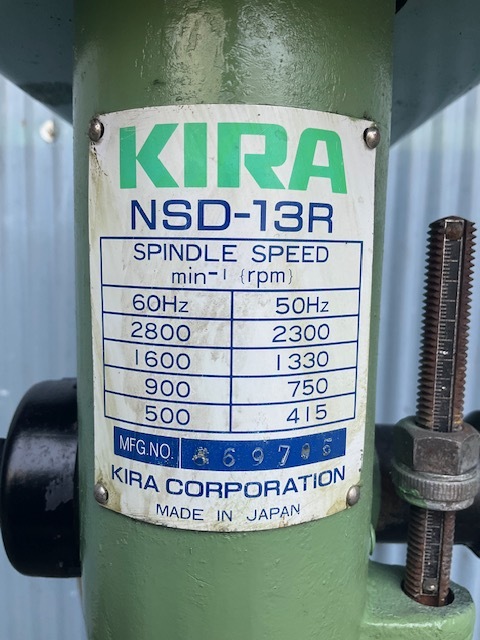 KIRA
NSD-13R
SPINDLE SPEED
min-1 (rpm)
60Hz 50Hz
2800 2300
1600 1330
900 750
500 415
MFG.NO.
KIRA CORPORATION
MADE IN JAPAN